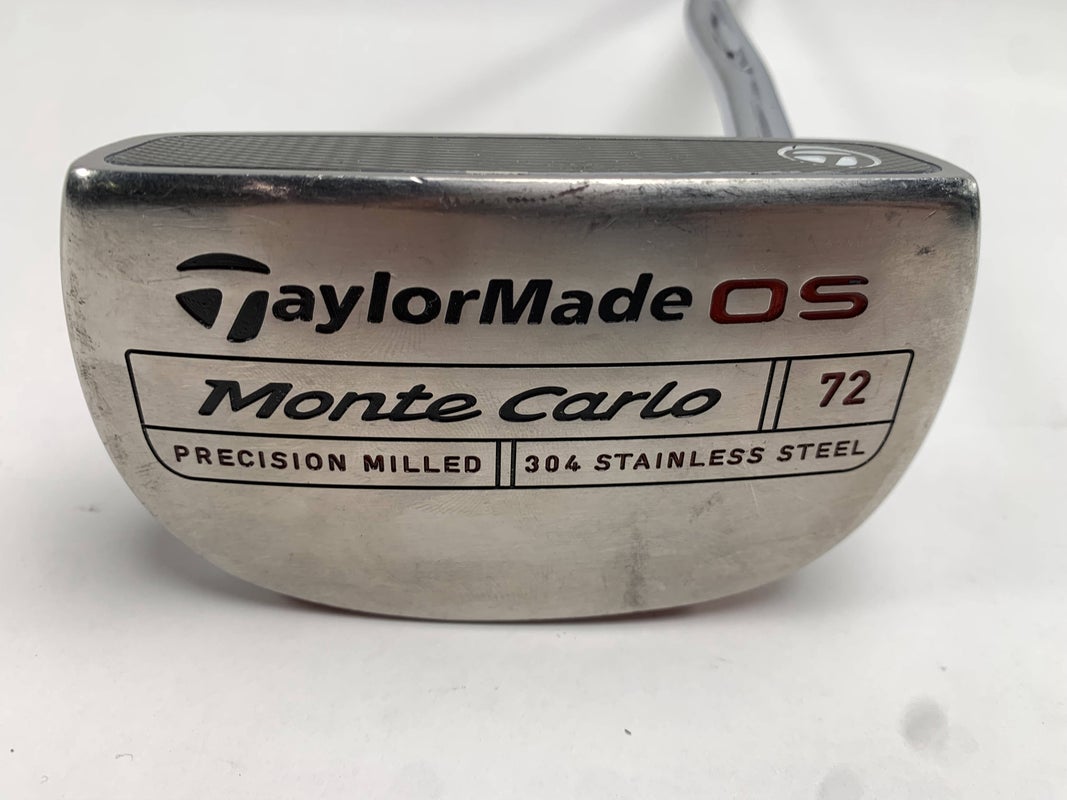 TaylorMade OS
Monte Carlo 72
PRECISION MILLED 304 STAINLESS STEEL